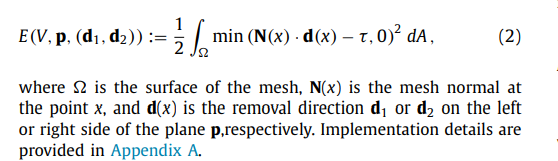 E(V, p, (d₁, d₂)) := 1/2 ∫_Ω min (N(x) · d(x) − τ, 0)² dA, (2)
where Ω is the surface of the mesh, N(x) is the mesh normal at
the point x, and d(x) is the removal direction d₁ or d₂ on the left
or right side of the plane p,respectively. Implementation details are
provided in Appendix A.